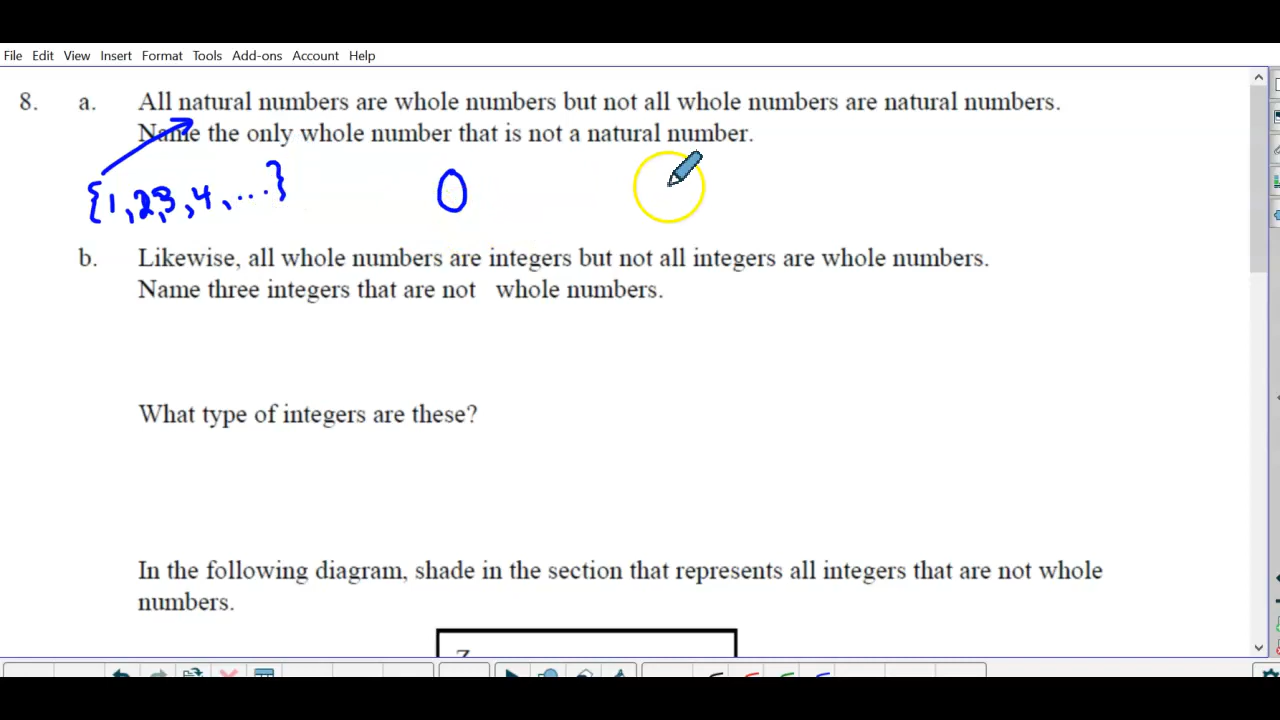 File Edit View Insert Format Tools Add-ons Account Help
8. a. All natural numbers are whole numbers but not all whole numbers are natural numbers.
Name the only whole number that is not a natural number.
{1,2,3,4,...} 0
b. Likewise, all whole numbers are integers but not all integers are whole numbers.
Name three integers that are not whole numbers.
What type of integers are these?
In the following diagram, shade in the section that represents all integers that are not whole
numbers.